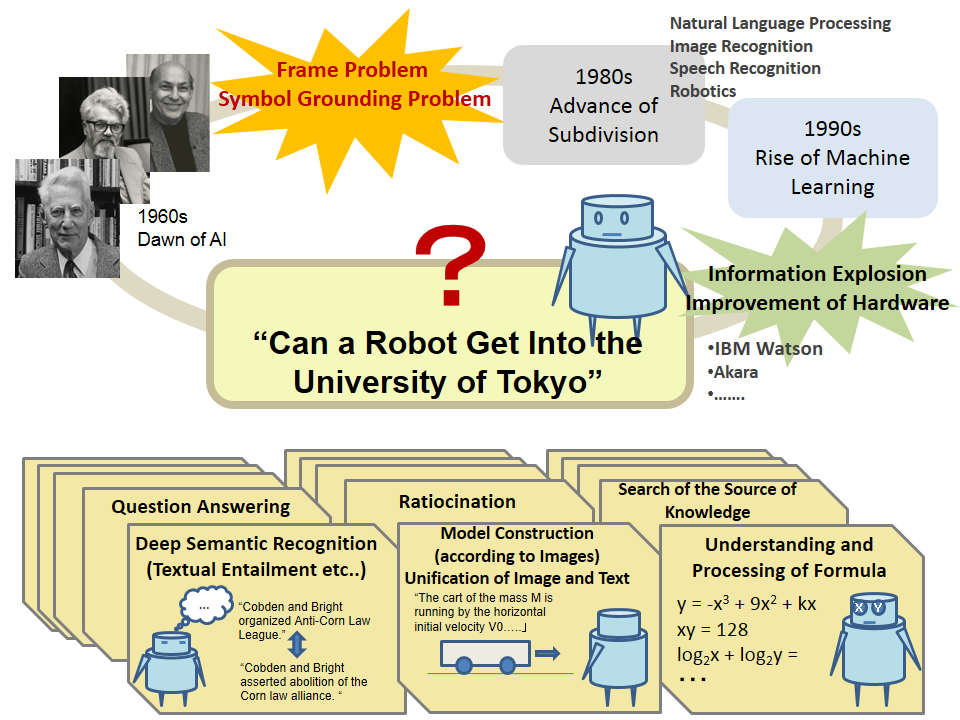 Natural Language Processing
Image Recognition
Speech Recognition
Robotics
Frame Problem
Symbol Grounding Problem
1980s
Advance of
Subdivision
1990s
Rise of Machine
Learning
1960s
Dawn of AI
?
Information Explosion
Improvement of Hardware
“Can a Robot Get Into the
University of Tokyo”
•IBM Watson
•Akara
•…….
Question Answering
Deep Semantic Recognition
(Textual Entailment etc..)
...
“Cobden and Bright
organized Anti-Corn Law
League.”
“Cobden and Bright
asserted abolition of the
Corn law alliance. “
Ratiocination
Model Construction
(according to Images)
Unification of Image and Text
“The cart of the mass M is
running by the horizontal
initial velocity V0…..」
Search of the Source of
Knowledge
Understanding and
Processing of Formula
y = -x³ + 9x² + kx
xy = 128
log₂x + log₂y =
• • •
X Y